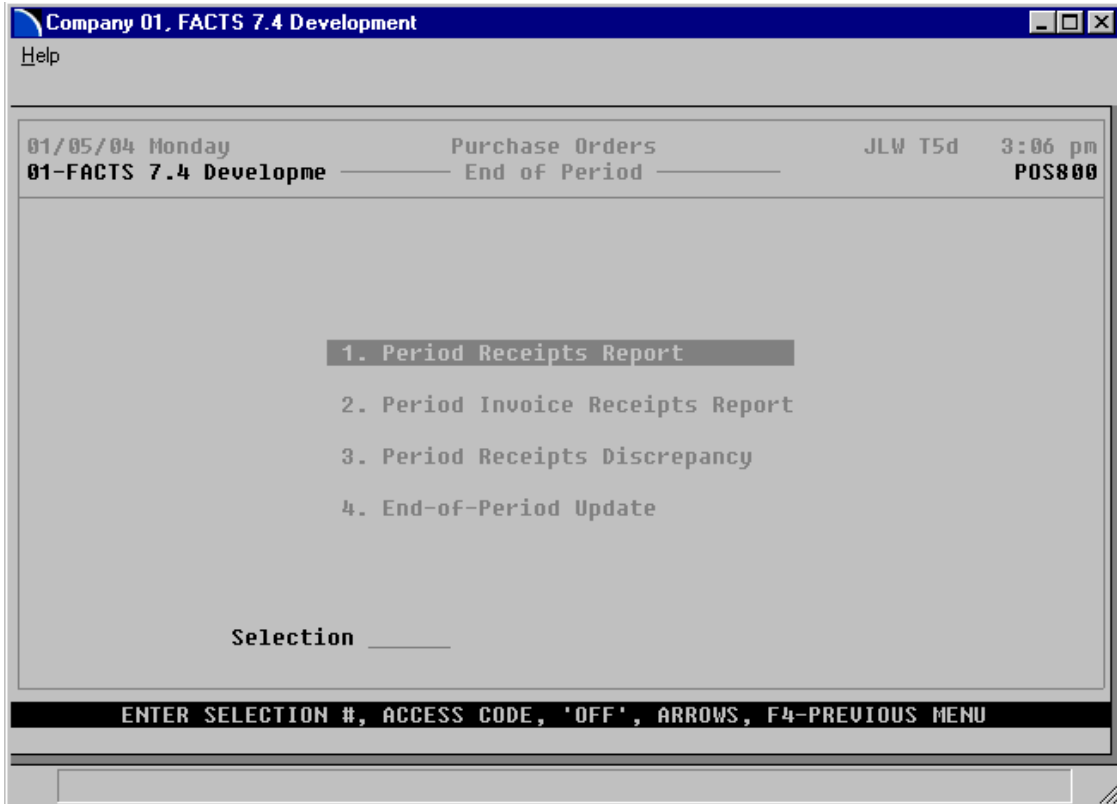 Company 01, FACTS 7.4 Development
Help
01/05/04 Monday Purchase Orders JLW T5d 3:06 pm
01-FACTS 7.4 Developme End of Period POS800
1. Period Receipts Report
2. Period Invoice Receipts Report
3. Period Receipts Discrepancy
4. End-of-Period Update
Selection ______
ENTER SELECTION #, ACCESS CODE, 'OFF', ARROWS, F4-PREVIOUS MENU